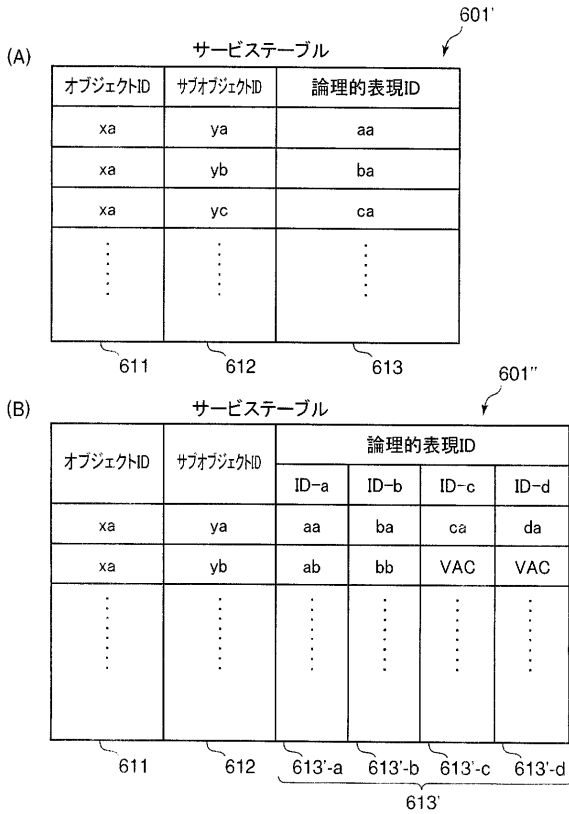 (A)
サービステーブル
601'
オブジェクトID サブオブジェクトID 論理的表現ID
xa ya aa
xa yb ba
xa yc ca
611 612 613
(B)
サービステーブル
601''
オブジェクトID サブオブジェクトID 論理的表現ID
ID-a ID-b ID-c ID-d
xa ya aa ba ca da
xa yb ab bb VAC VAC
611 612 613'-a 613'-b 613'-c 613'-d
613'